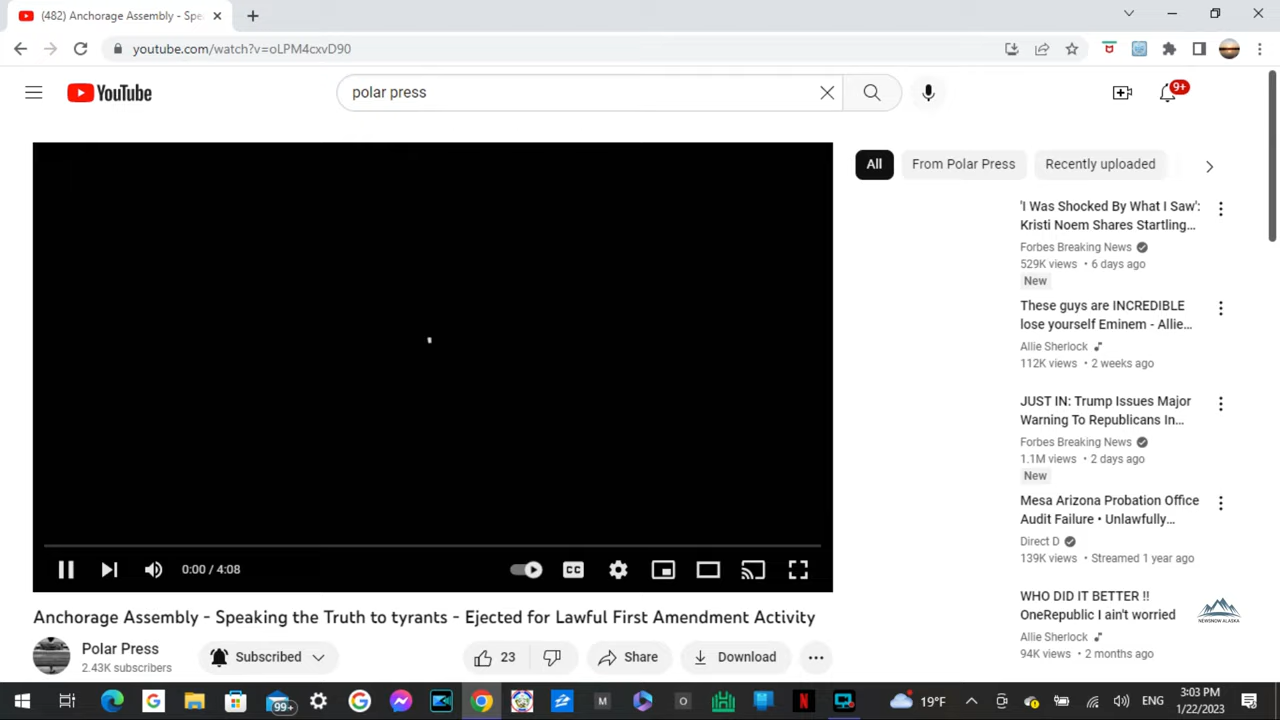 (482) Anchorage Assembly - Spe
youtube.com/watch?v=oLPM4cxvD90
YouTube
polar press
9+
All
From Polar Press
Recently uploaded
'I Was Shocked By What I Saw':
Kristi Noem Shares Startling...
Forbes Breaking News
529K views • 6 days ago
New
These guys are INCREDIBLE
lose yourself Eminem - Allie...
Allie Sherlock
112K views • 2 weeks ago
JUST IN: Trump Issues Major
Warning To Republicans In...
Forbes Breaking News
1.1M views • 2 days ago
New
Mesa Arizona Probation Office
Audit Failure • Unlawfully...
Direct D
139K views • Streamed 1 year ago
WHO DID IT BETTER !!
OneRepublic I ain't worried
Allie Sherlock
94K views • 2 months ago
NEWSNOW ALASKA
0:00 / 4:08
CC
Anchorage Assembly - Speaking the Truth to tyrants - Ejected for Lawful First Amendment Activity
Polar Press
2.43K subscribers
Subscribed
23
Share
Download
99+
M
O
N
19°F
ENG
3:03 PM
1/22/2023